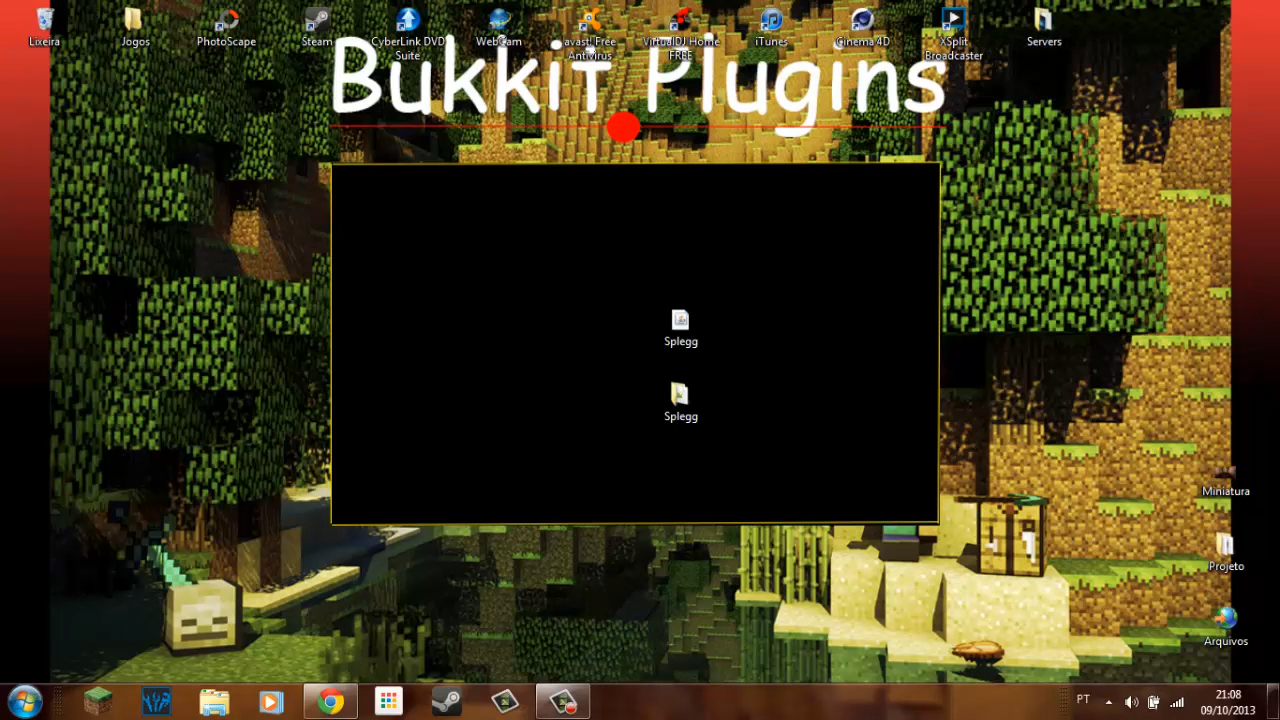 Lixeira
Jogos
PhotoScape
Steam
CyberLink DVD
Suite
WebCam
avast! Free
Antivirus
VirtualDJ Home
FREE
iTunes
Cinema 4D
XSplit
Broadcaster
Servers
Bukkit Plugins
Splegg
Splegg
Miniatura
Projeto
Arquivos
PT
21:08
09/10/2013